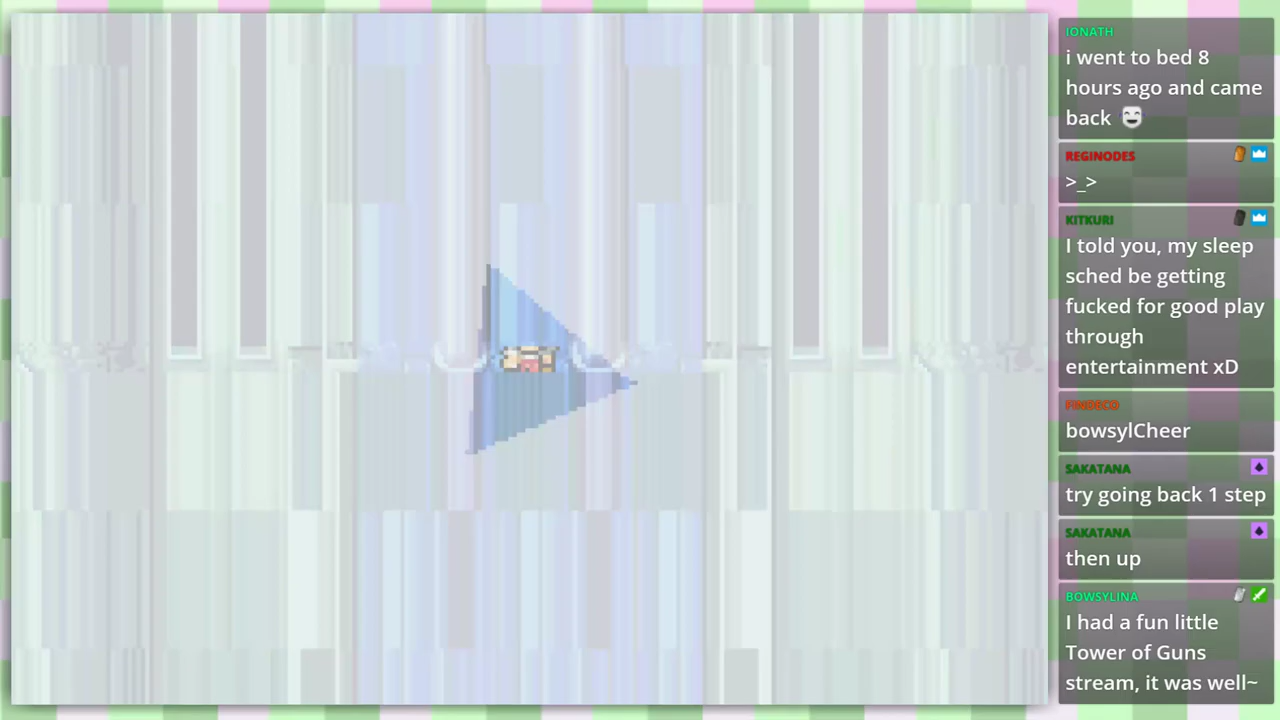 IONATH
i went to bed 8
hours ago and came
back
REGINODES
>_>
KITKURI
I told you, my sleep
sched be getting
fucked for good play
through
entertainment xD
FINDECO
bowsylCheer
SAKATANA
try going back 1 step
SAKATANA
then up
BOWSYLINA
I had a fun little
Tower of Guns
stream, it was well~